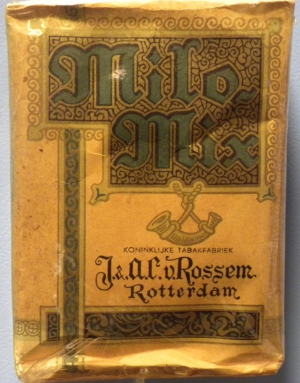 Milo
Mix
KONINKLIJKE TABAKFABRIEK
J. & A.C. v. Rossem
Rotterdam